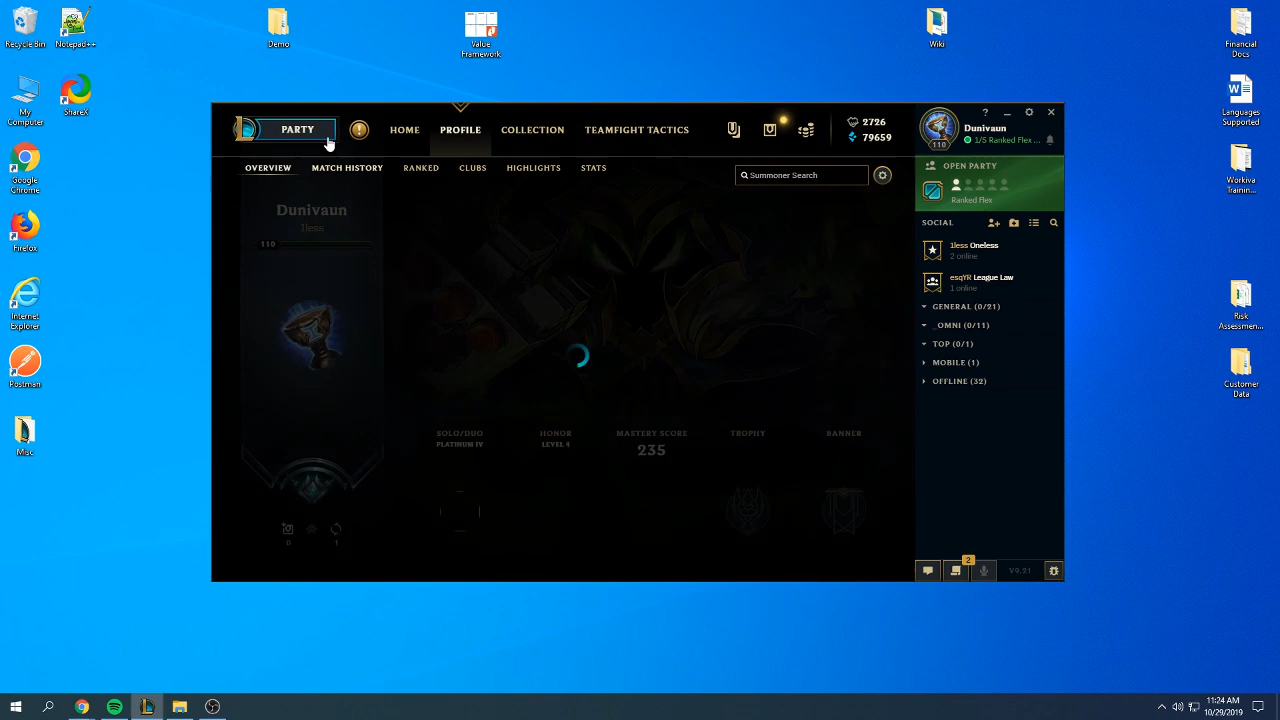 Recycle Bin
Notepad++
Demo
Value
Framework
Wiki
Financial
Docs
My
Computer
ShareX
Languages
Supported
Google
Chrome
Workiva
Trainin...
Firefox
Internet
Explorer
Risk
Assessmen...
Postman
Customer
Data
Misc
PARTY
HOME
PROFILE
COLLECTION
TEAMFIGHT TACTICS
2726
79659
OVERVIEW
MATCH HISTORY
RANKED
CLUBS
HIGHLIGHTS
STATS
Summoner Search
Dunivaun
1less
110
SOLO/DUO
PLATINUM IV
HONOR
LEVEL 4
MASTERY SCORE
235
TROPHY
BANNER
0
1
?
110
Dunivaun
1/5 Ranked Flex ...
OPEN PARTY
Ranked Flex
SOCIAL
1less Oneless
2 online
esqYR League Law
1 online
GENERAL (0/21)
_OMNI (0/11)
TOP (0/1)
MOBILE (1)
OFFLINE (32)
2
V9.21
11:24 AM
10/29/2019